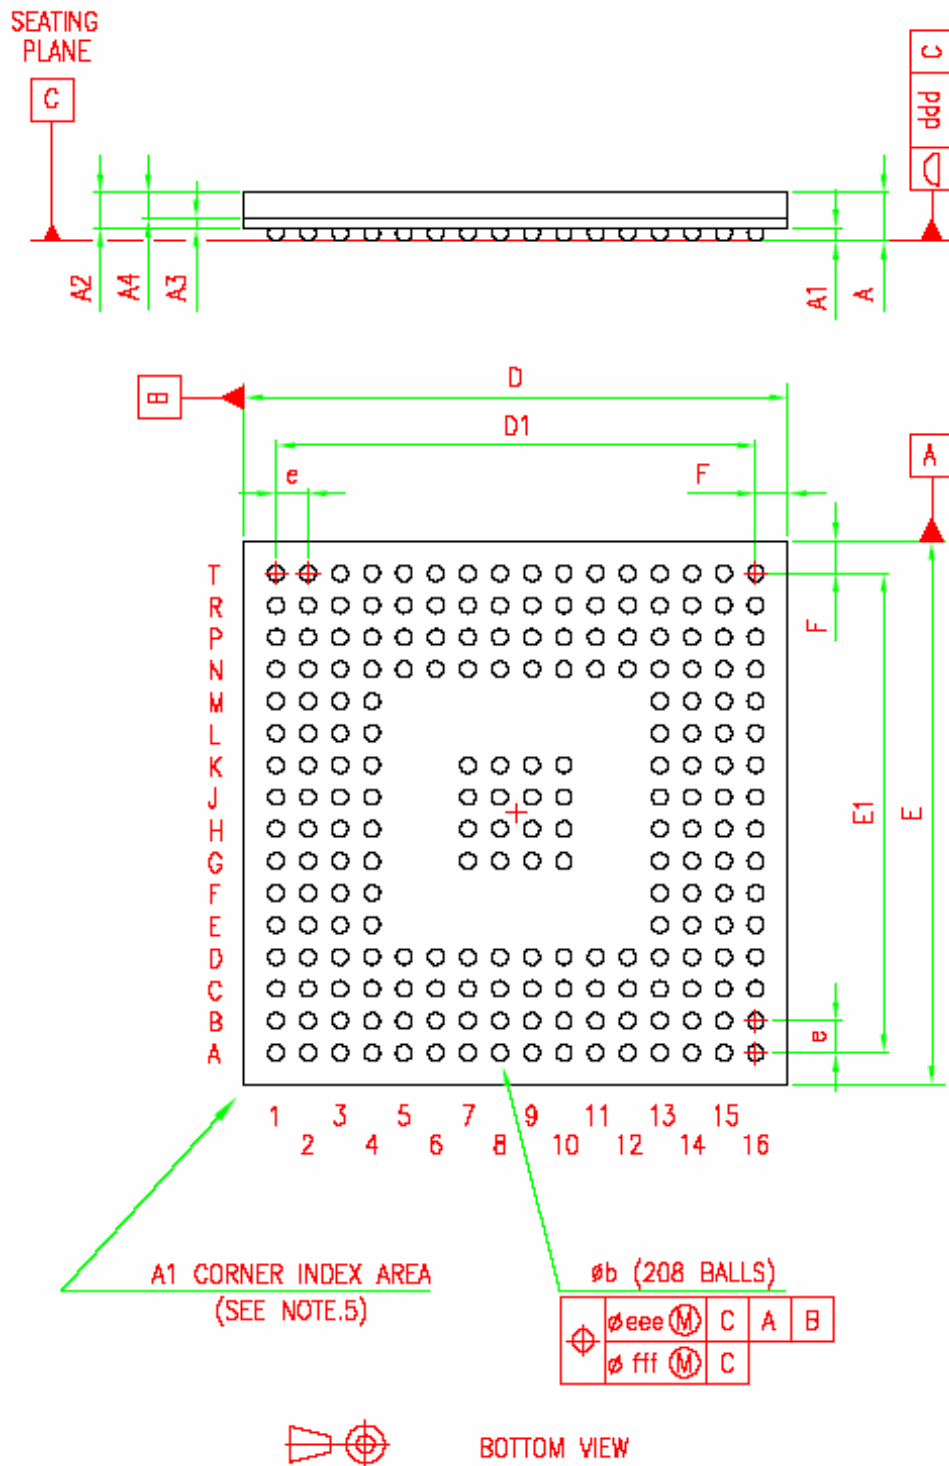 SEATING
PLANE
C
C
ddd
A2
A4
A3
A1
A
B
D
D1
e
F
A
T
R
P
N
M
L
K
J
H
G
F
E
D
C
B
A
F
E1
E
e
1 3 5 7 9 11 13 15
2 4 6 8 10 12 14 16
A1 CORNER INDEX AREA
(SEE NOTE.5)
øb (208 BALLS)
ø eee Ⓜ C A B
ø fff Ⓜ C
BOTTOM VIEW